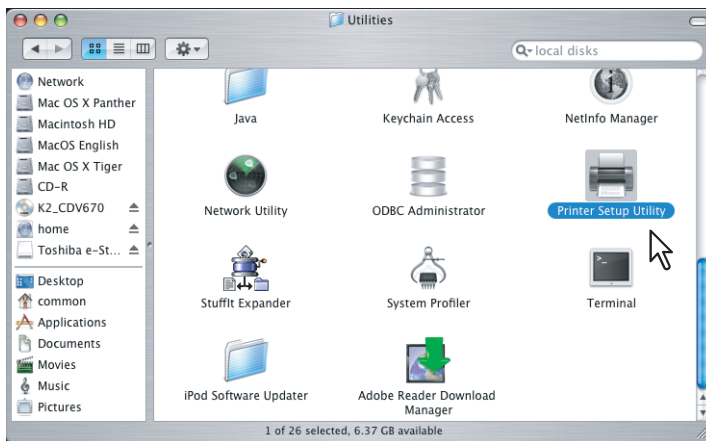 Utilities
local disks
Network
Mac OS X Panther
Macintosh HD
MacOS English
Mac OS X Tiger
CD-R
K2_CDV670
home
Toshiba e-St...
Desktop
common
Applications
Documents
Movies
Music
Pictures
Java
Keychain Access
NetInfo Manager
Network Utility
ODBC Administrator
Printer Setup Utility
StuffIt Expander
System Profiler
>_
Terminal
iPod Software Updater
Adobe Reader Download
Manager
1 of 26 selected, 6.37 GB available